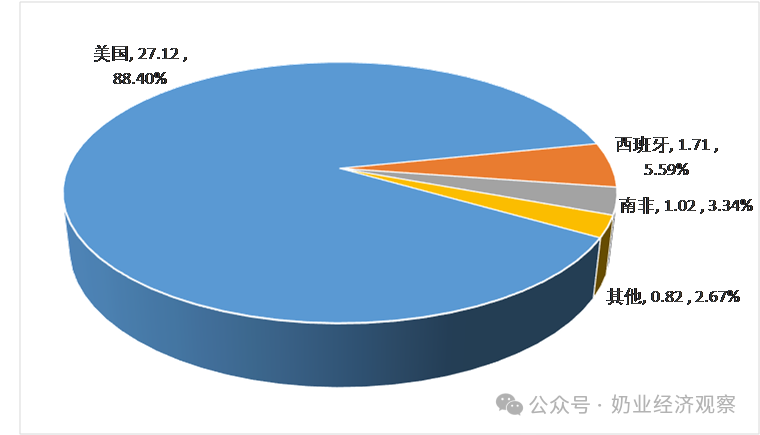 美国, 27.12 ,
88.40%
西班牙, 1.71 ,
5.59%
南非, 1.02 , 3.34%
其他, 0.82 , 2.67%
公众号 · 奶业经济观察